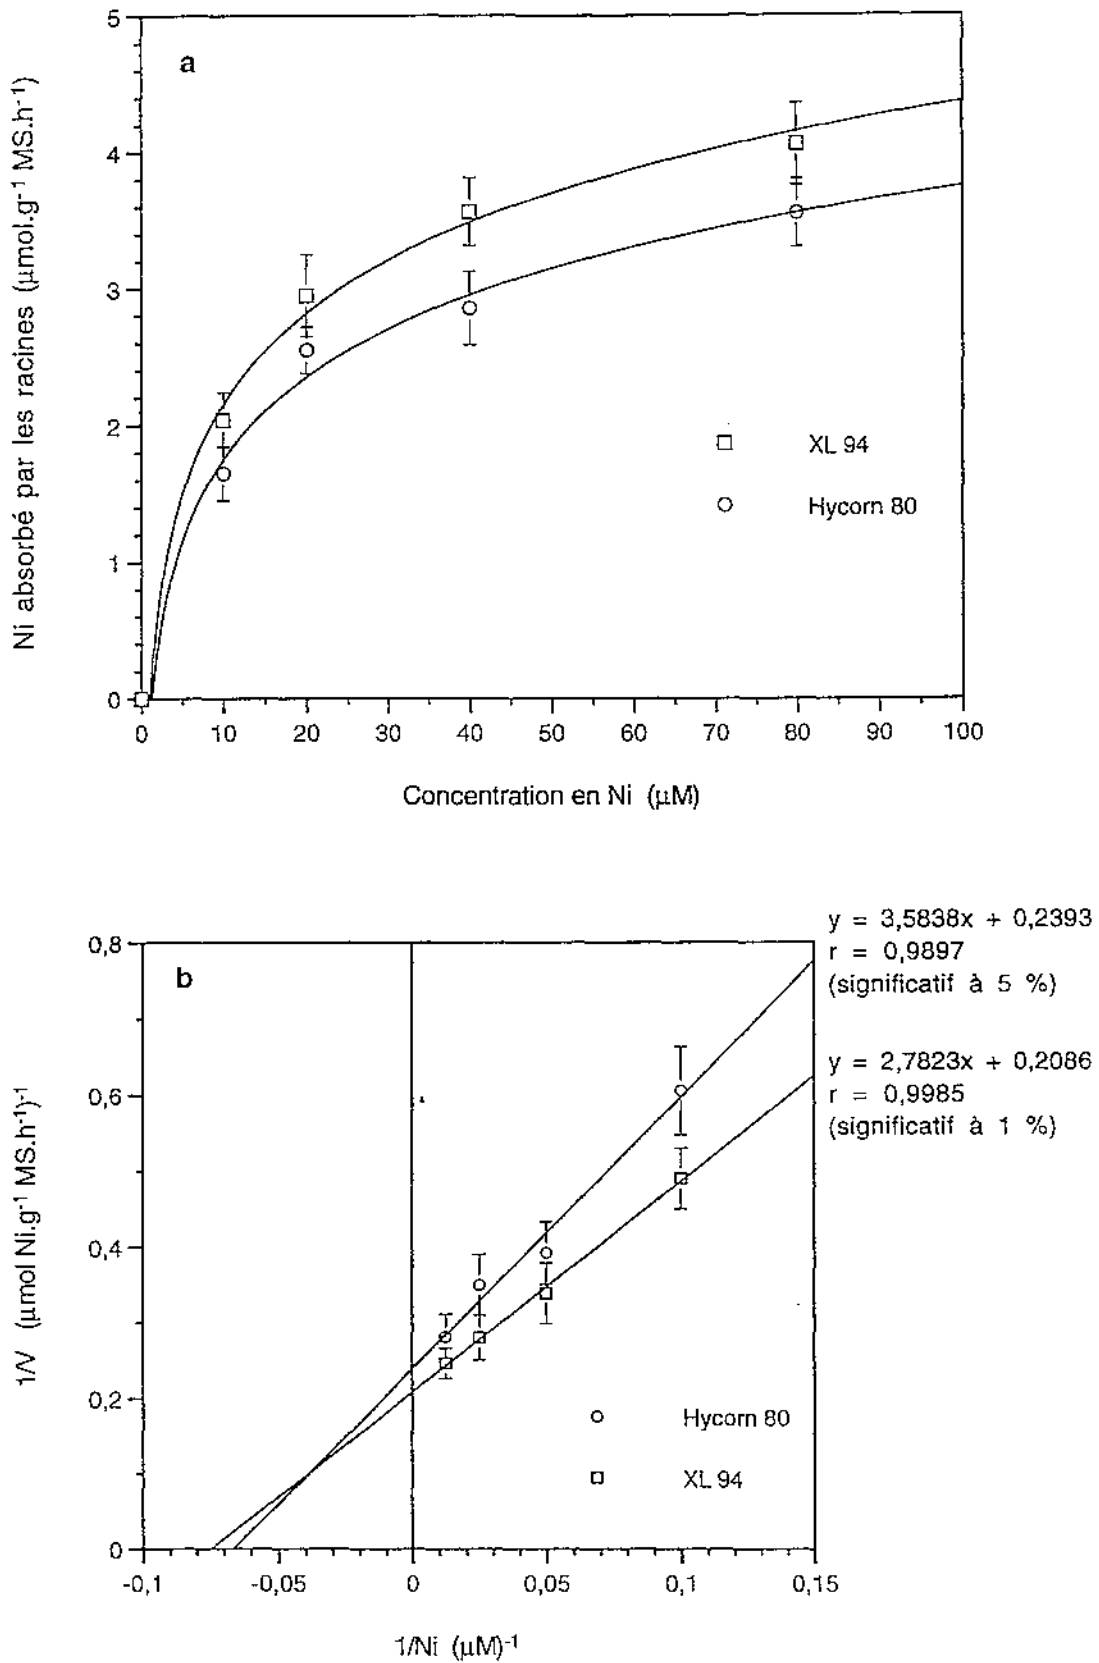 a
Ni absorbé par les racines (µmol.g⁻¹ MS.h⁻¹)
5
4
3
2
1
0
XL 94
Hycorn 80
0 10 20 30 40 50 60 70 80 90 100
Concentration en Ni (µM)
b
1/V (µmol Ni.g⁻¹ MS.h⁻¹)⁻¹
0,8
0,6
0,4
0,2
0
y = 3,5838x + 0,2393
r = 0,9897
(significatif à 5 %)
y = 2,7823x + 0,2086
r = 0,9985
(significatif à 1 %)
Hycorn 80
XL 94
-0,1 -0,05 0 0,05 0,1 0,15
1/Ni (µM)⁻¹